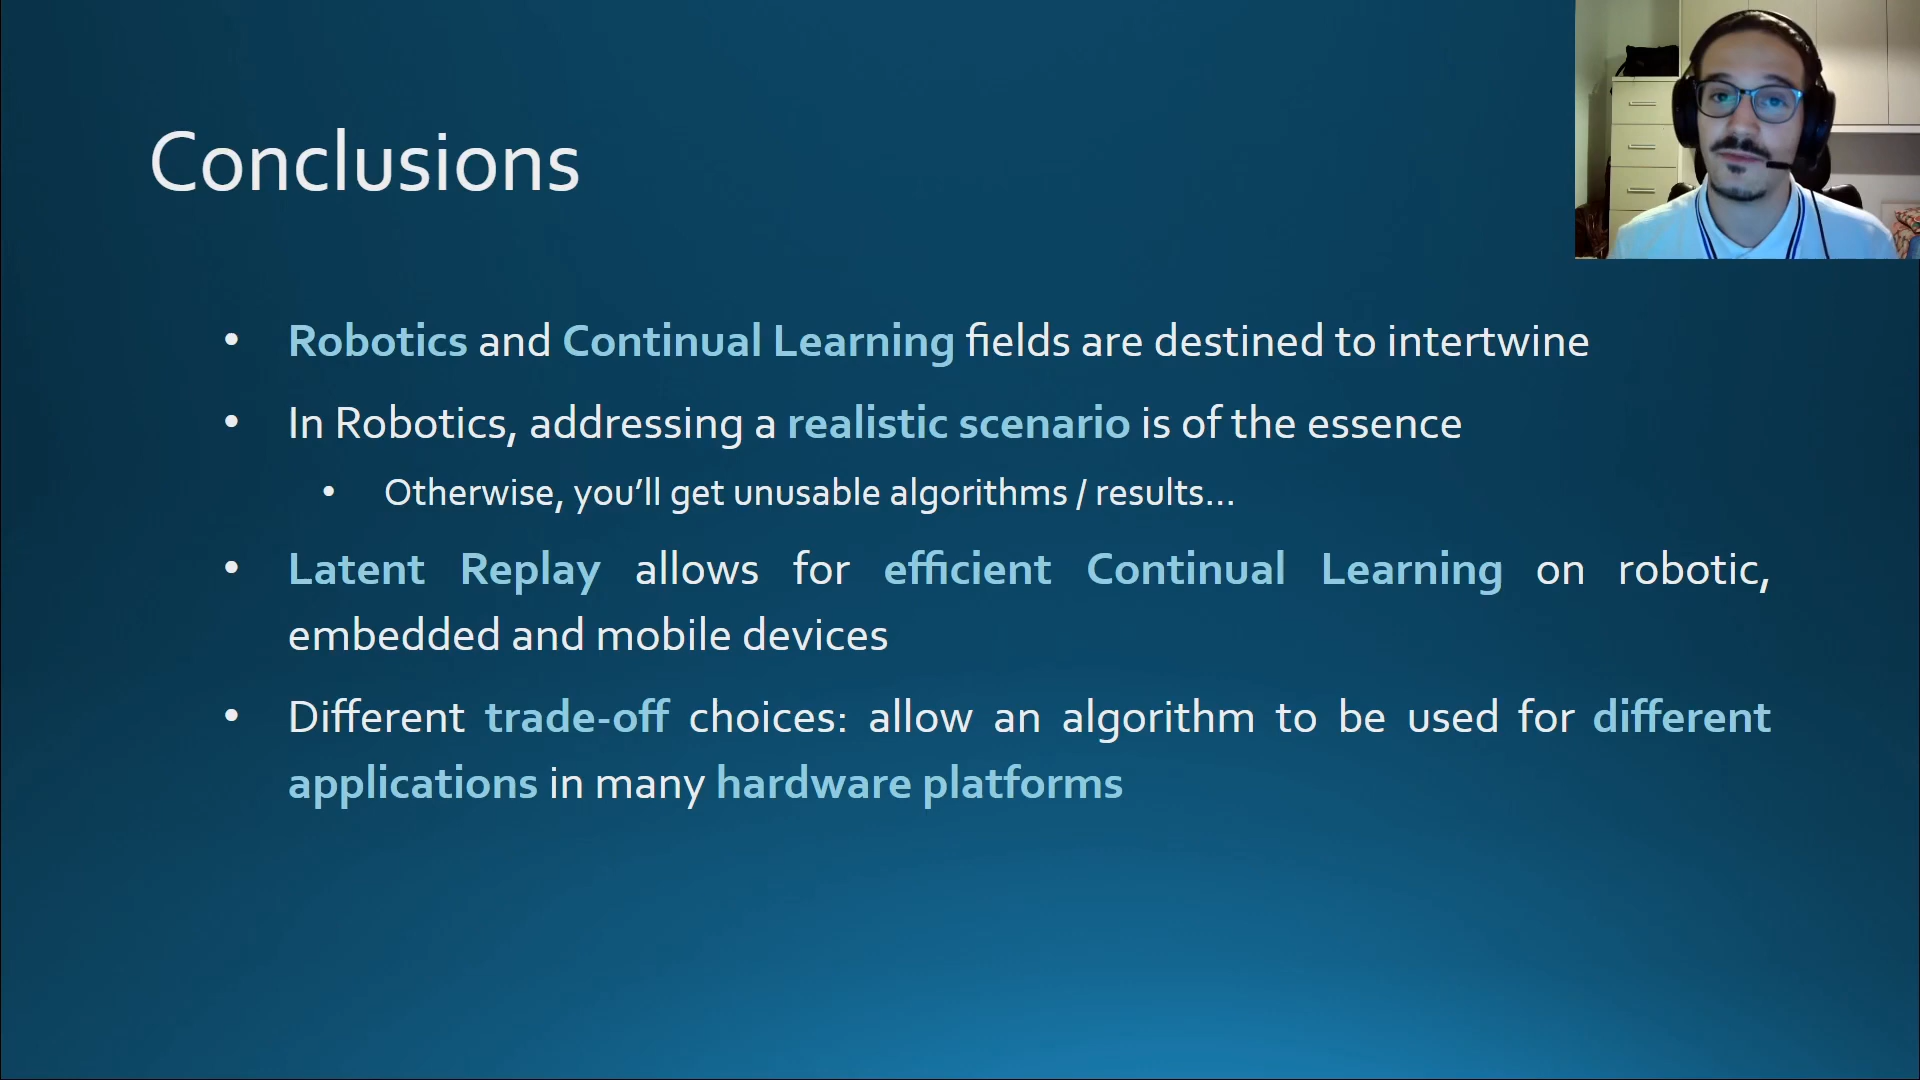 Conclusions
• Robotics and Continual Learning fields are destined to intertwine
• In Robotics, addressing a realistic scenario is of the essence
• Otherwise, you’ll get unusable algorithms / results…
• Latent Replay allows for efficient Continual Learning on robotic,
embedded and mobile devices
• Different trade-off choices: allow an algorithm to be used for different
applications in many hardware platforms